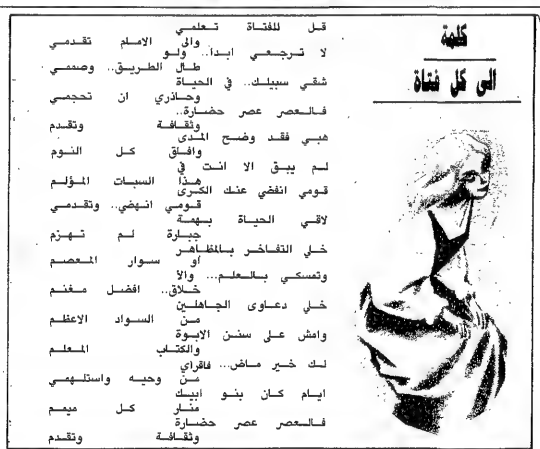 كلمة
الى كل فتاة
قل للفتاة تعلمي
والى الامام تقدمي
لا ترجعي ابدا.. ولو
طال الطريق.. وصممي
شقي سبيلك.. في الحياة
وحاذري ان تحجمي
فالعصر عصر حضارة..
وثقافة وتقدم
هبي فقد وضح المدى
وافاق كل النوم
لم يبق الا انت في
هذا السبات المؤلم
قومي انفضي عنك الكرى
قومي انهضي.. وتقدمي
لاقي الحياة بهمة
جبارة لم تهزم
خلي التفاخر بالمظاهر
او سوار المعصم
وتمسكي بالعلم... والأ
خلاق.. افضل مغنم
خلي دعاوى الجاهلين
من السواد الاعظم
وامش على سنن الابوة
والكتاب المعلم
لك خير ماض... فاقراي
من وحيه واستلهمي
ايام كان بنو ابيك
منار كل ميمم
فالعصر عصر حضارة
وثقافة وتقدم